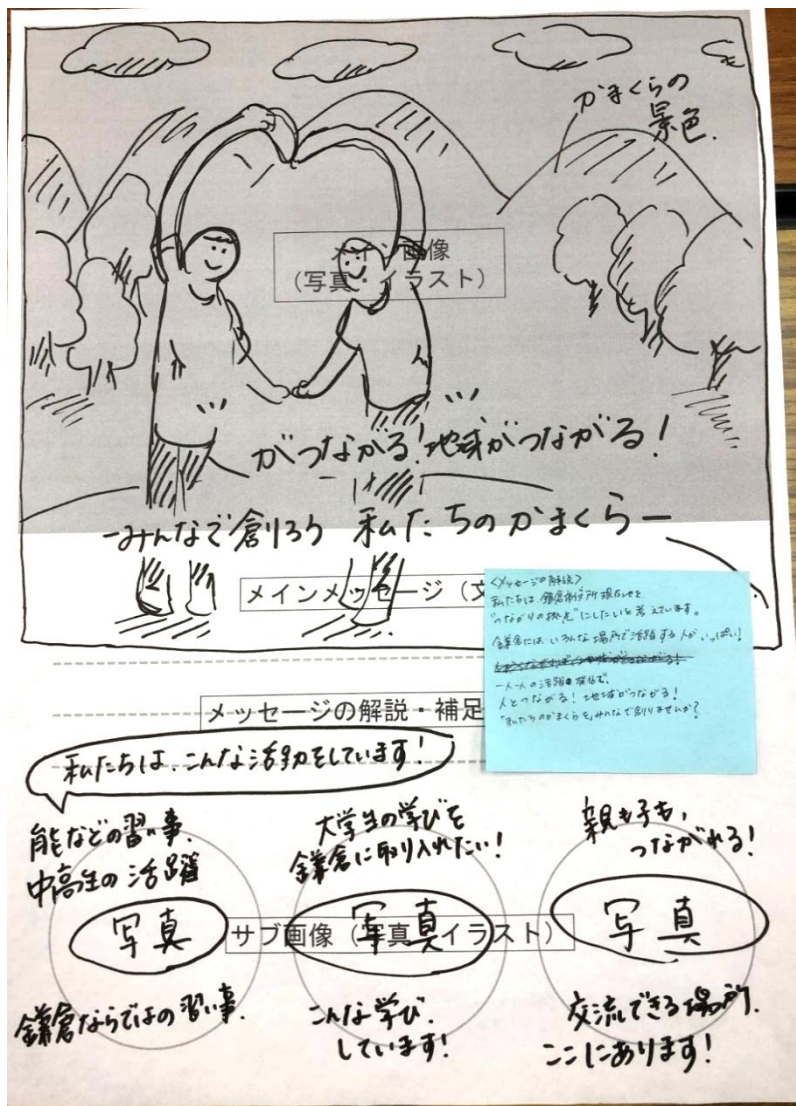 かまくらの
景色.
メイン画像
（写真・イラスト）
がつながる！地球がつながる！
ーみんなで創ろう 私たちのかまくらー
メインメッセージ（文
<メッセージの解説>
私たちは、鎌倉市役所現在地を
"つながりの拠点"にしたいと考えています。
鎌倉には、いろんな場所で活躍する人がいっぱい！
一人一人の活躍
人とつながる！地域がつながる！
「私たちのかまくら」をみんなで創りませんか？
メッセージの解説・補足
私たちは、こんな活動をしています！
能などの習い事.
中高生の活躍
写真
鎌倉ならではの習い事.
大学生の学びを
鎌倉に取り入れたい！
写真
こんな学び.
しています！
親も子も,
つながれる！
写真
交流できる場所.
ここにあります！
サブ画像（写真・イラスト）